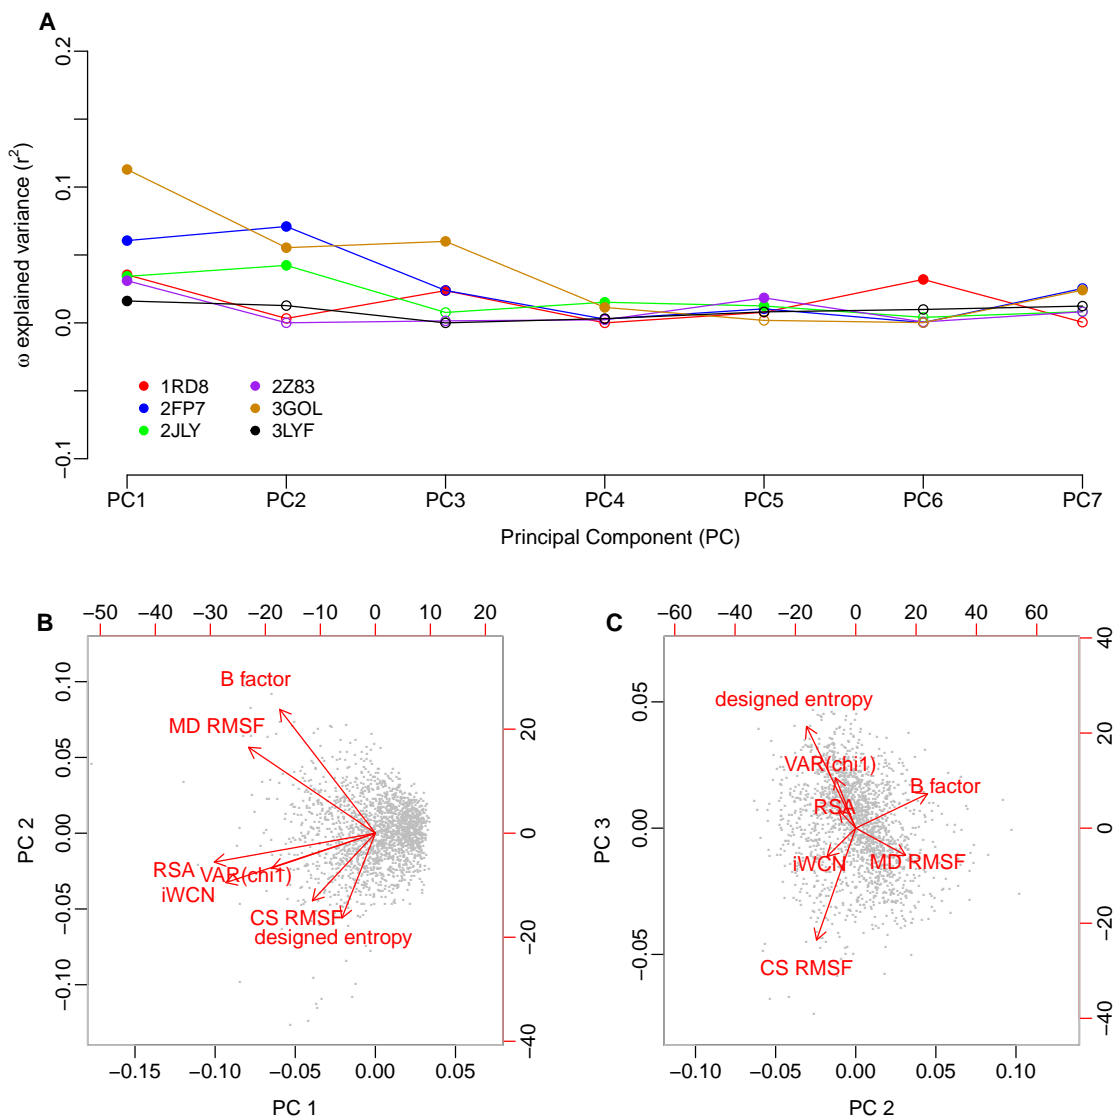 A
0.2
0.1
0.0
−0.1
ω explained variance (r²)
1RD8
2FP7
2JLY
2Z83
3GOL
3LYF
PC1 PC2 PC3 PC4 PC5 PC6 PC7
Principal Component (PC)
B
−50 −40 −30 −20 −10 0 10 20
0.10
0.05
0.00
−0.05
−0.10
PC 2
B factor
MD RMSF
RSA
VAR(chi1)
iWCN
CS RMSF
designed entropy
20
0
−20
−40
−0.15 −0.10 −0.05 0.00 0.05
PC 1
C
−60 −40 −20 0 20 40 60
0.05
0.00
−0.05
PC 3
designed entropy
VAR(chi1)
B factor
RSA
iWCN
MD RMSF
CS RMSF
40
20
0
−20
−40
−0.10 −0.05 0.00 0.05 0.10
PC 2